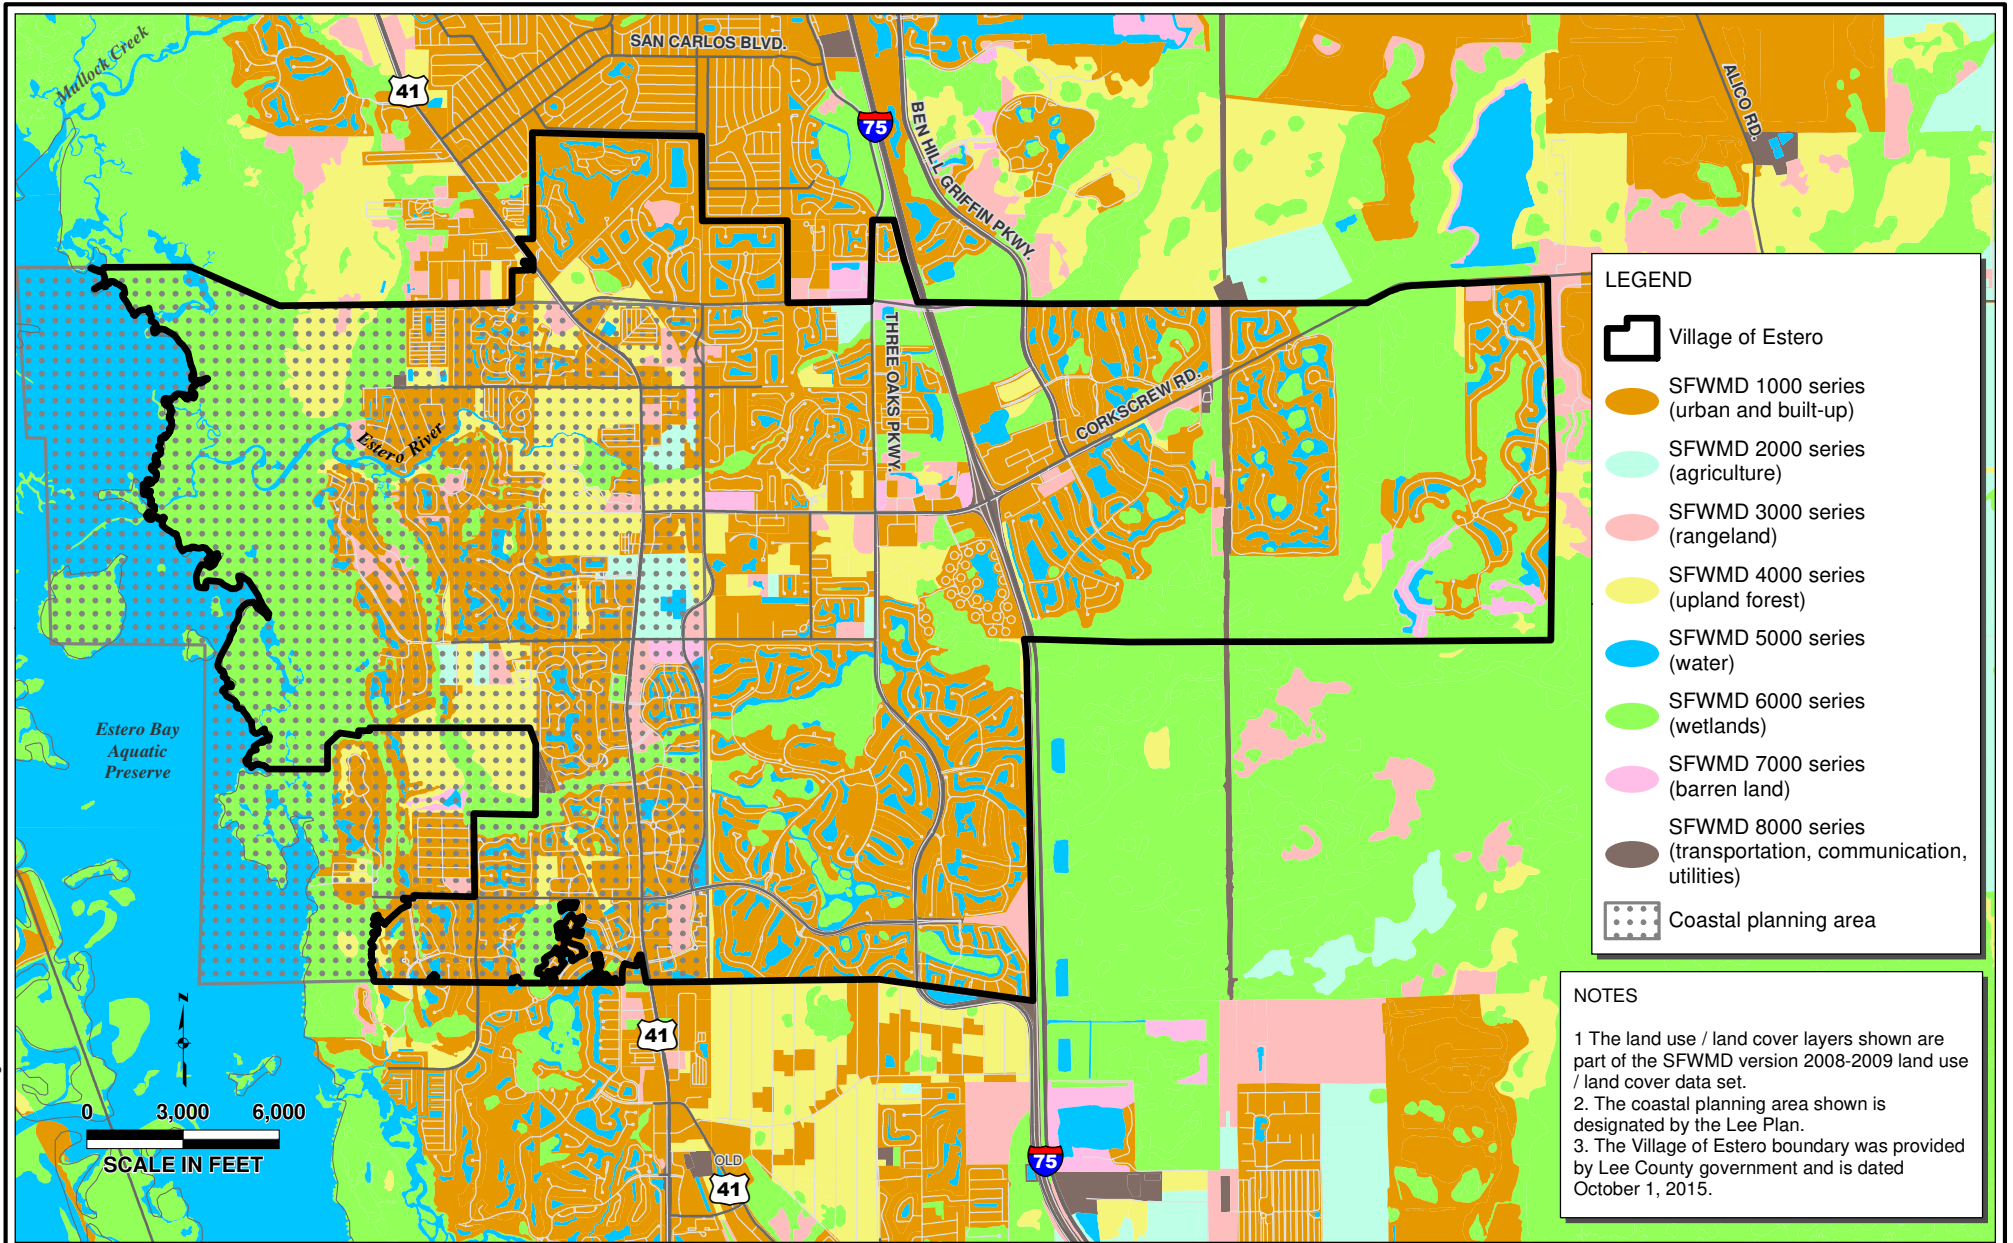 Mullock Creek
41
SAN CARLOS BLVD.
75
BEN HILL GRIFFIN PKWY.
ALICO RD.
THREE OAKS PKWY.
CORKSCREW RD.
Estero River
Estero Bay
Aquatic
Preserve
41
OLD
41
75
N
0 3,000 6,000
SCALE IN FEET
LEGEND
Village of Estero
SFWMD 1000 series
(urban and built-up)
SFWMD 2000 series
(agriculture)
SFWMD 3000 series
(rangeland)
SFWMD 4000 series
(upland forest)
SFWMD 5000 series
(water)
SFWMD 6000 series
(wetlands)
SFWMD 7000 series
(barren land)
SFWMD 8000 series
(transportation, communication,
utilities)
Coastal planning area
NOTES
1 The land use / land cover layers shown are
part of the SFWMD version 2008-2009 land use
/ land cover data set.
2. The coastal planning area shown is
designated by the Lee Plan.
3. The Village of Estero boundary was provided
by Lee County government and is dated
October 1, 2015.